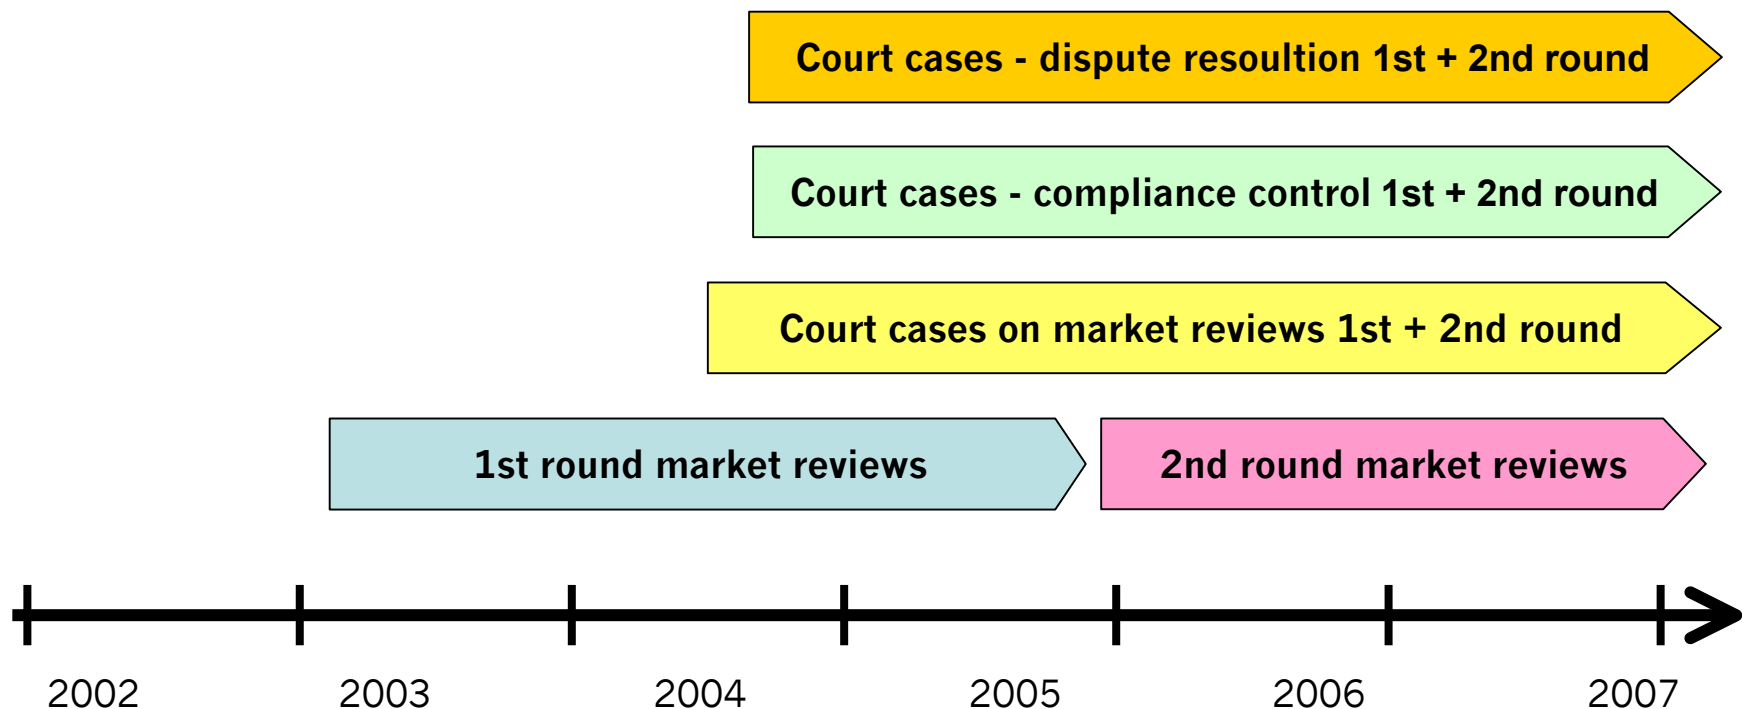 Court cases - dispute resoultion 1st + 2nd round
Court cases - compliance control 1st + 2nd round
Court cases on market reviews 1st + 2nd round
1st round market reviews
2nd round market reviews
2002 2003 2004 2005 2006 2007